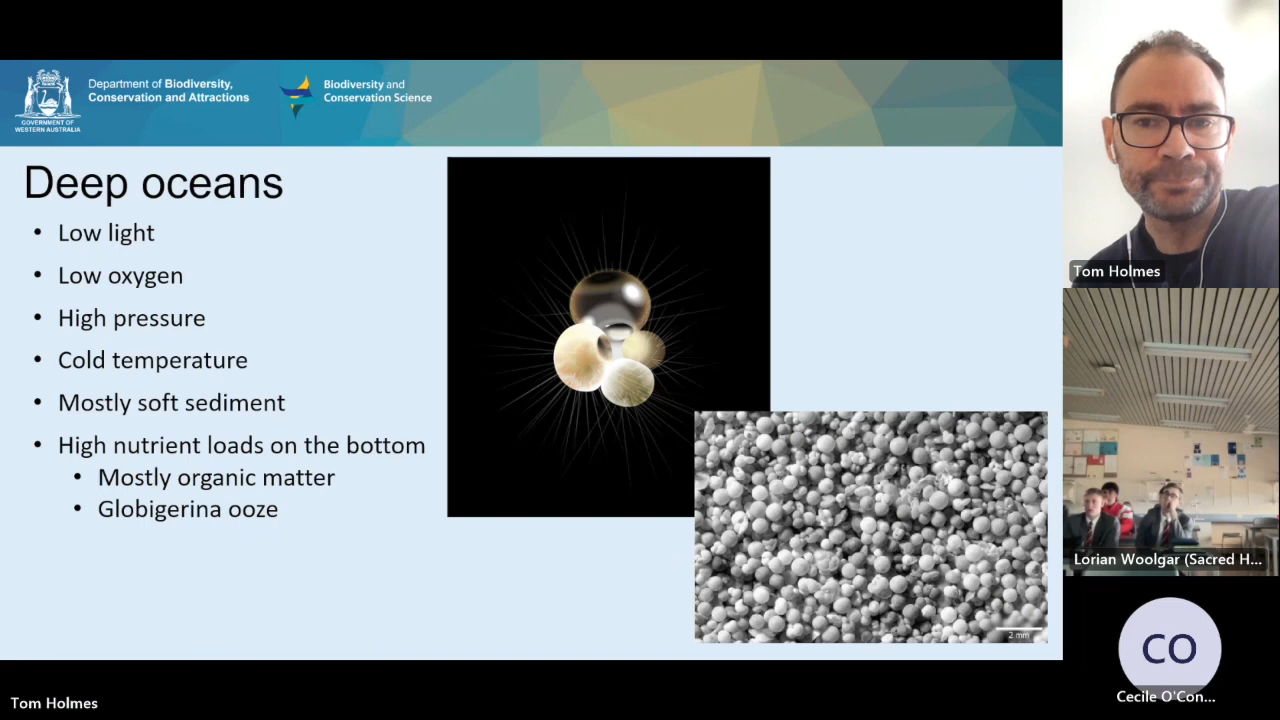 Department of Biodiversity,
Conservation and Attractions
GOVERNMENT OF
WESTERN AUSTRALIA
Biodiversity and
Conservation Science
Deep oceans
• Low light
• Low oxygen
• High pressure
• Cold temperature
• Mostly soft sediment
• High nutrient loads on the bottom
• Mostly organic matter
• Globigerina ooze
2 mm
Tom Holmes
Lorian Woolgar (Sacred H...
CO
Cecile O'Con...
Tom Holmes